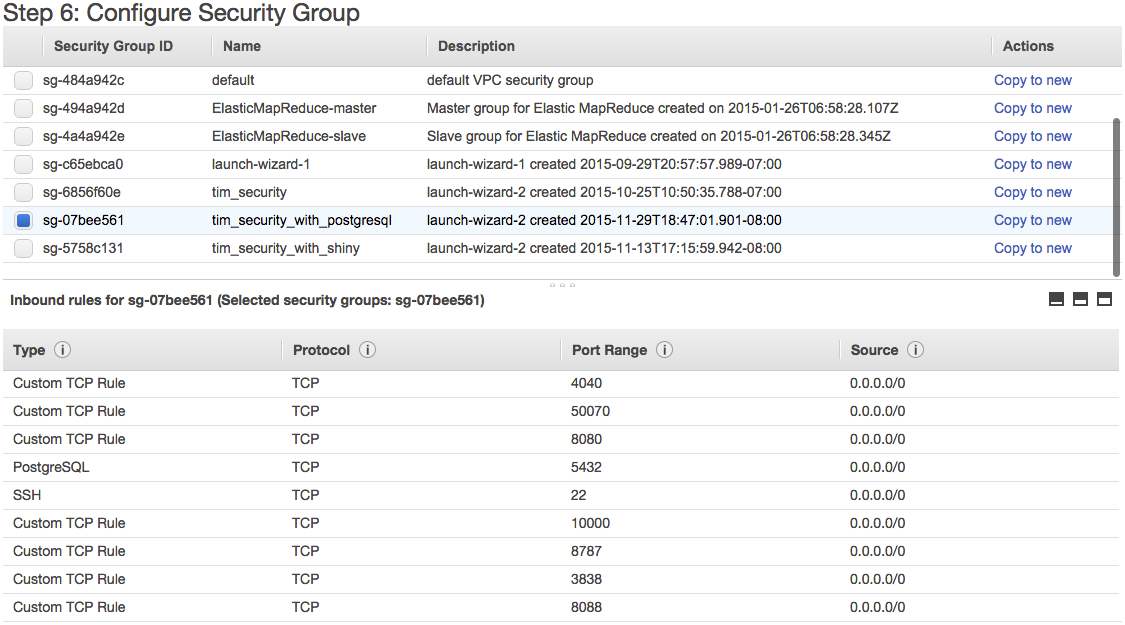 Step 6: Configure Security Group
Security Group ID Name Description Actions
sg-484a942c default default VPC security group Copy to new
sg-494a942d ElasticMapReduce-master Master group for Elastic MapReduce created on 2015-01-26T06:58:28.107Z Copy to new
sg-4a4a942e ElasticMapReduce-slave Slave group for Elastic MapReduce created on 2015-01-26T06:58:28.345Z Copy to new
sg-c65ebca0 launch-wizard-1 launch-wizard-1 created 2015-09-29T20:57:57.989-07:00 Copy to new
sg-6856f60e tim_security launch-wizard-2 created 2015-10-25T10:50:35.788-07:00 Copy to new
sg-07bee561 tim_security_with_postgresql launch-wizard-2 created 2015-11-29T18:47:01.901-08:00 Copy to new
sg-5758c131 tim_security_with_shiny launch-wizard-2 created 2015-11-13T17:15:59.942-08:00 Copy to new
Inbound rules for sg-07bee561 (Selected security groups: sg-07bee561)
Type i Protocol i Port Range i Source i
Custom TCP Rule TCP 4040 0.0.0.0/0
Custom TCP Rule TCP 50070 0.0.0.0/0
Custom TCP Rule TCP 8080 0.0.0.0/0
PostgreSQL TCP 5432 0.0.0.0/0
SSH TCP 22 0.0.0.0/0
Custom TCP Rule TCP 10000 0.0.0.0/0
Custom TCP Rule TCP 8787 0.0.0.0/0
Custom TCP Rule TCP 3838 0.0.0.0/0
Custom TCP Rule TCP 8088 0.0.0.0/0